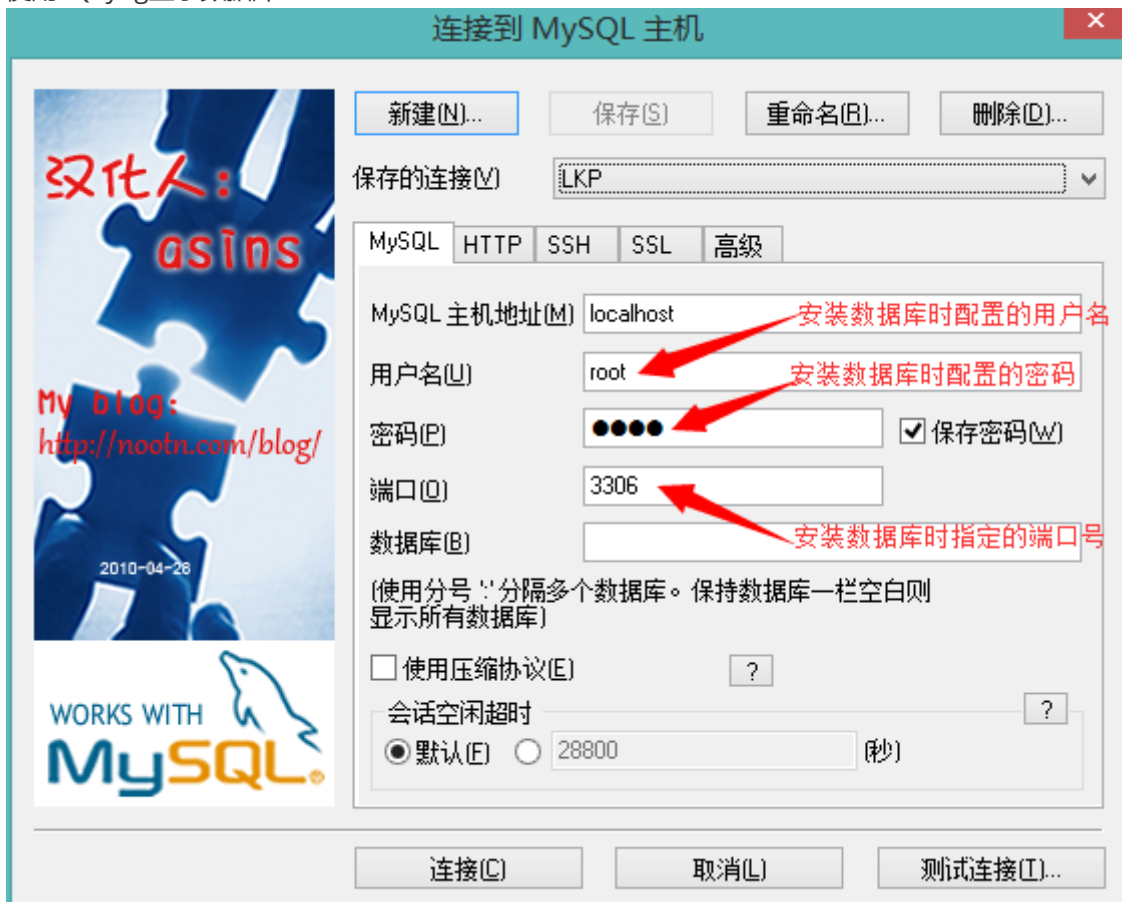 连接到 MySQL 主机
汉化人：
asins
My blog:
http://nootn.com/blog/
2010-04-28
WORKS WITH
MySQL®
新建(N)... 保存(S) 重命名(R)... 删除(D)...
保存的连接(V) LKP
MySQL HTTP SSH SSL 高级
MySQL 主机地址(M) localhost 安装数据库时配置的用户名
用户名(U) root 安装数据库时配置的密码
密码(P) ●●●● 保存密码(W)
端口(O) 3306
数据库(B) 安装数据库时指定的端口号
(使用分号 ';' 分隔多个数据库。保持数据库一栏空白则
显示所有数据库)
使用压缩协议(E) ?
会话空闲超时 ?
默认(F) 28800 (秒)
连接(C) 取消(L) 测试连接(T)...